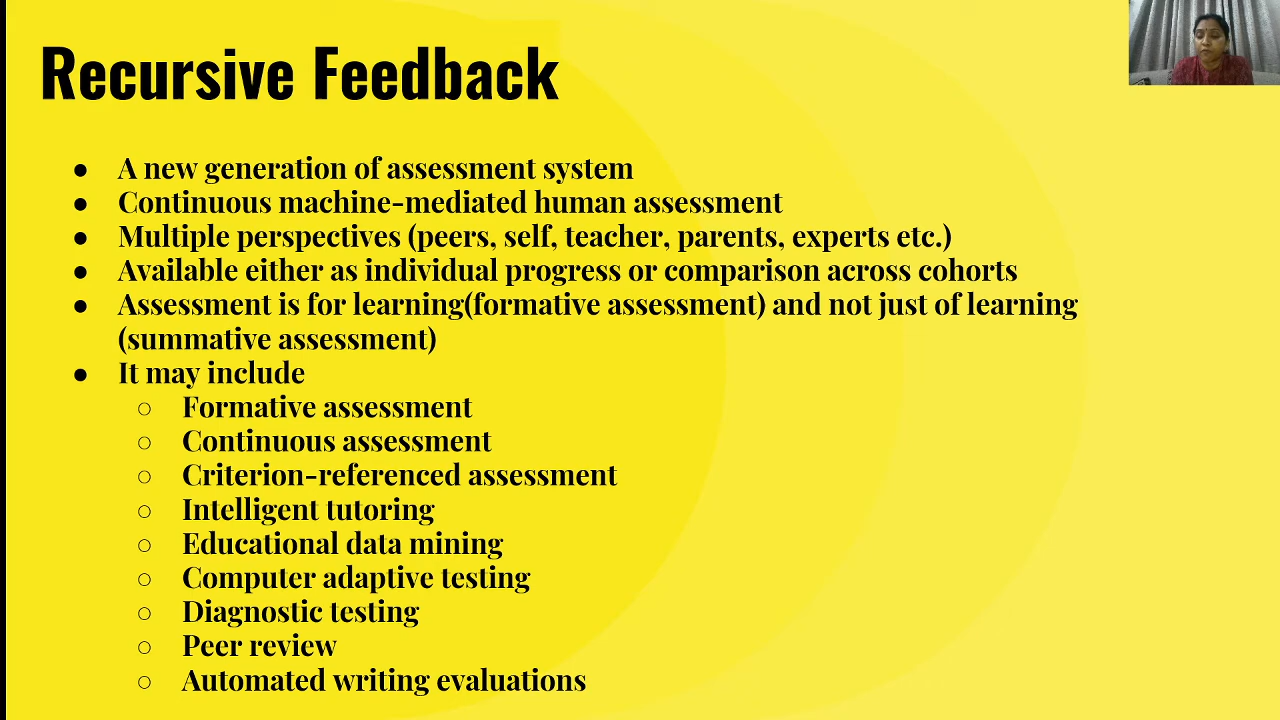 Recursive Feedback
● A new generation of assessment system
● Continuous machine-mediated human assessment
● Multiple perspectives (peers, self, teacher, parents, experts etc.)
● Available either as individual progress or comparison across cohorts
● Assessment is for learning(formative assessment) and not just of learning
(summative assessment)
● It may include
○ Formative assessment
○ Continuous assessment
○ Criterion-referenced assessment
○ Intelligent tutoring
○ Educational data mining
○ Computer adaptive testing
○ Diagnostic testing
○ Peer review
○ Automated writing evaluations